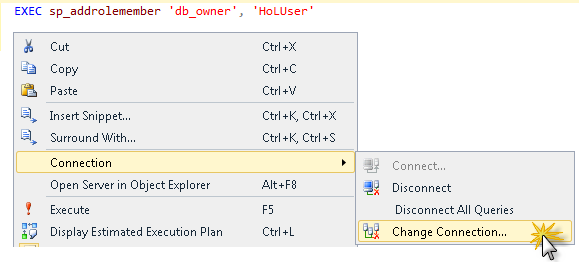 EXEC sp_addrolemember 'db_owner', 'HoLUser'
Cut Ctrl+X
Copy Ctrl+C
Paste Ctrl+V
Insert Snippet... Ctrl+K, Ctrl+X
Surround With... Ctrl+K, Ctrl+S
Connection
Open Server in Object Explorer Alt+F8
Execute F5
Display Estimated Execution Plan Ctrl+L
Connect...
Disconnect
Disconnect All Queries
Change Connection...